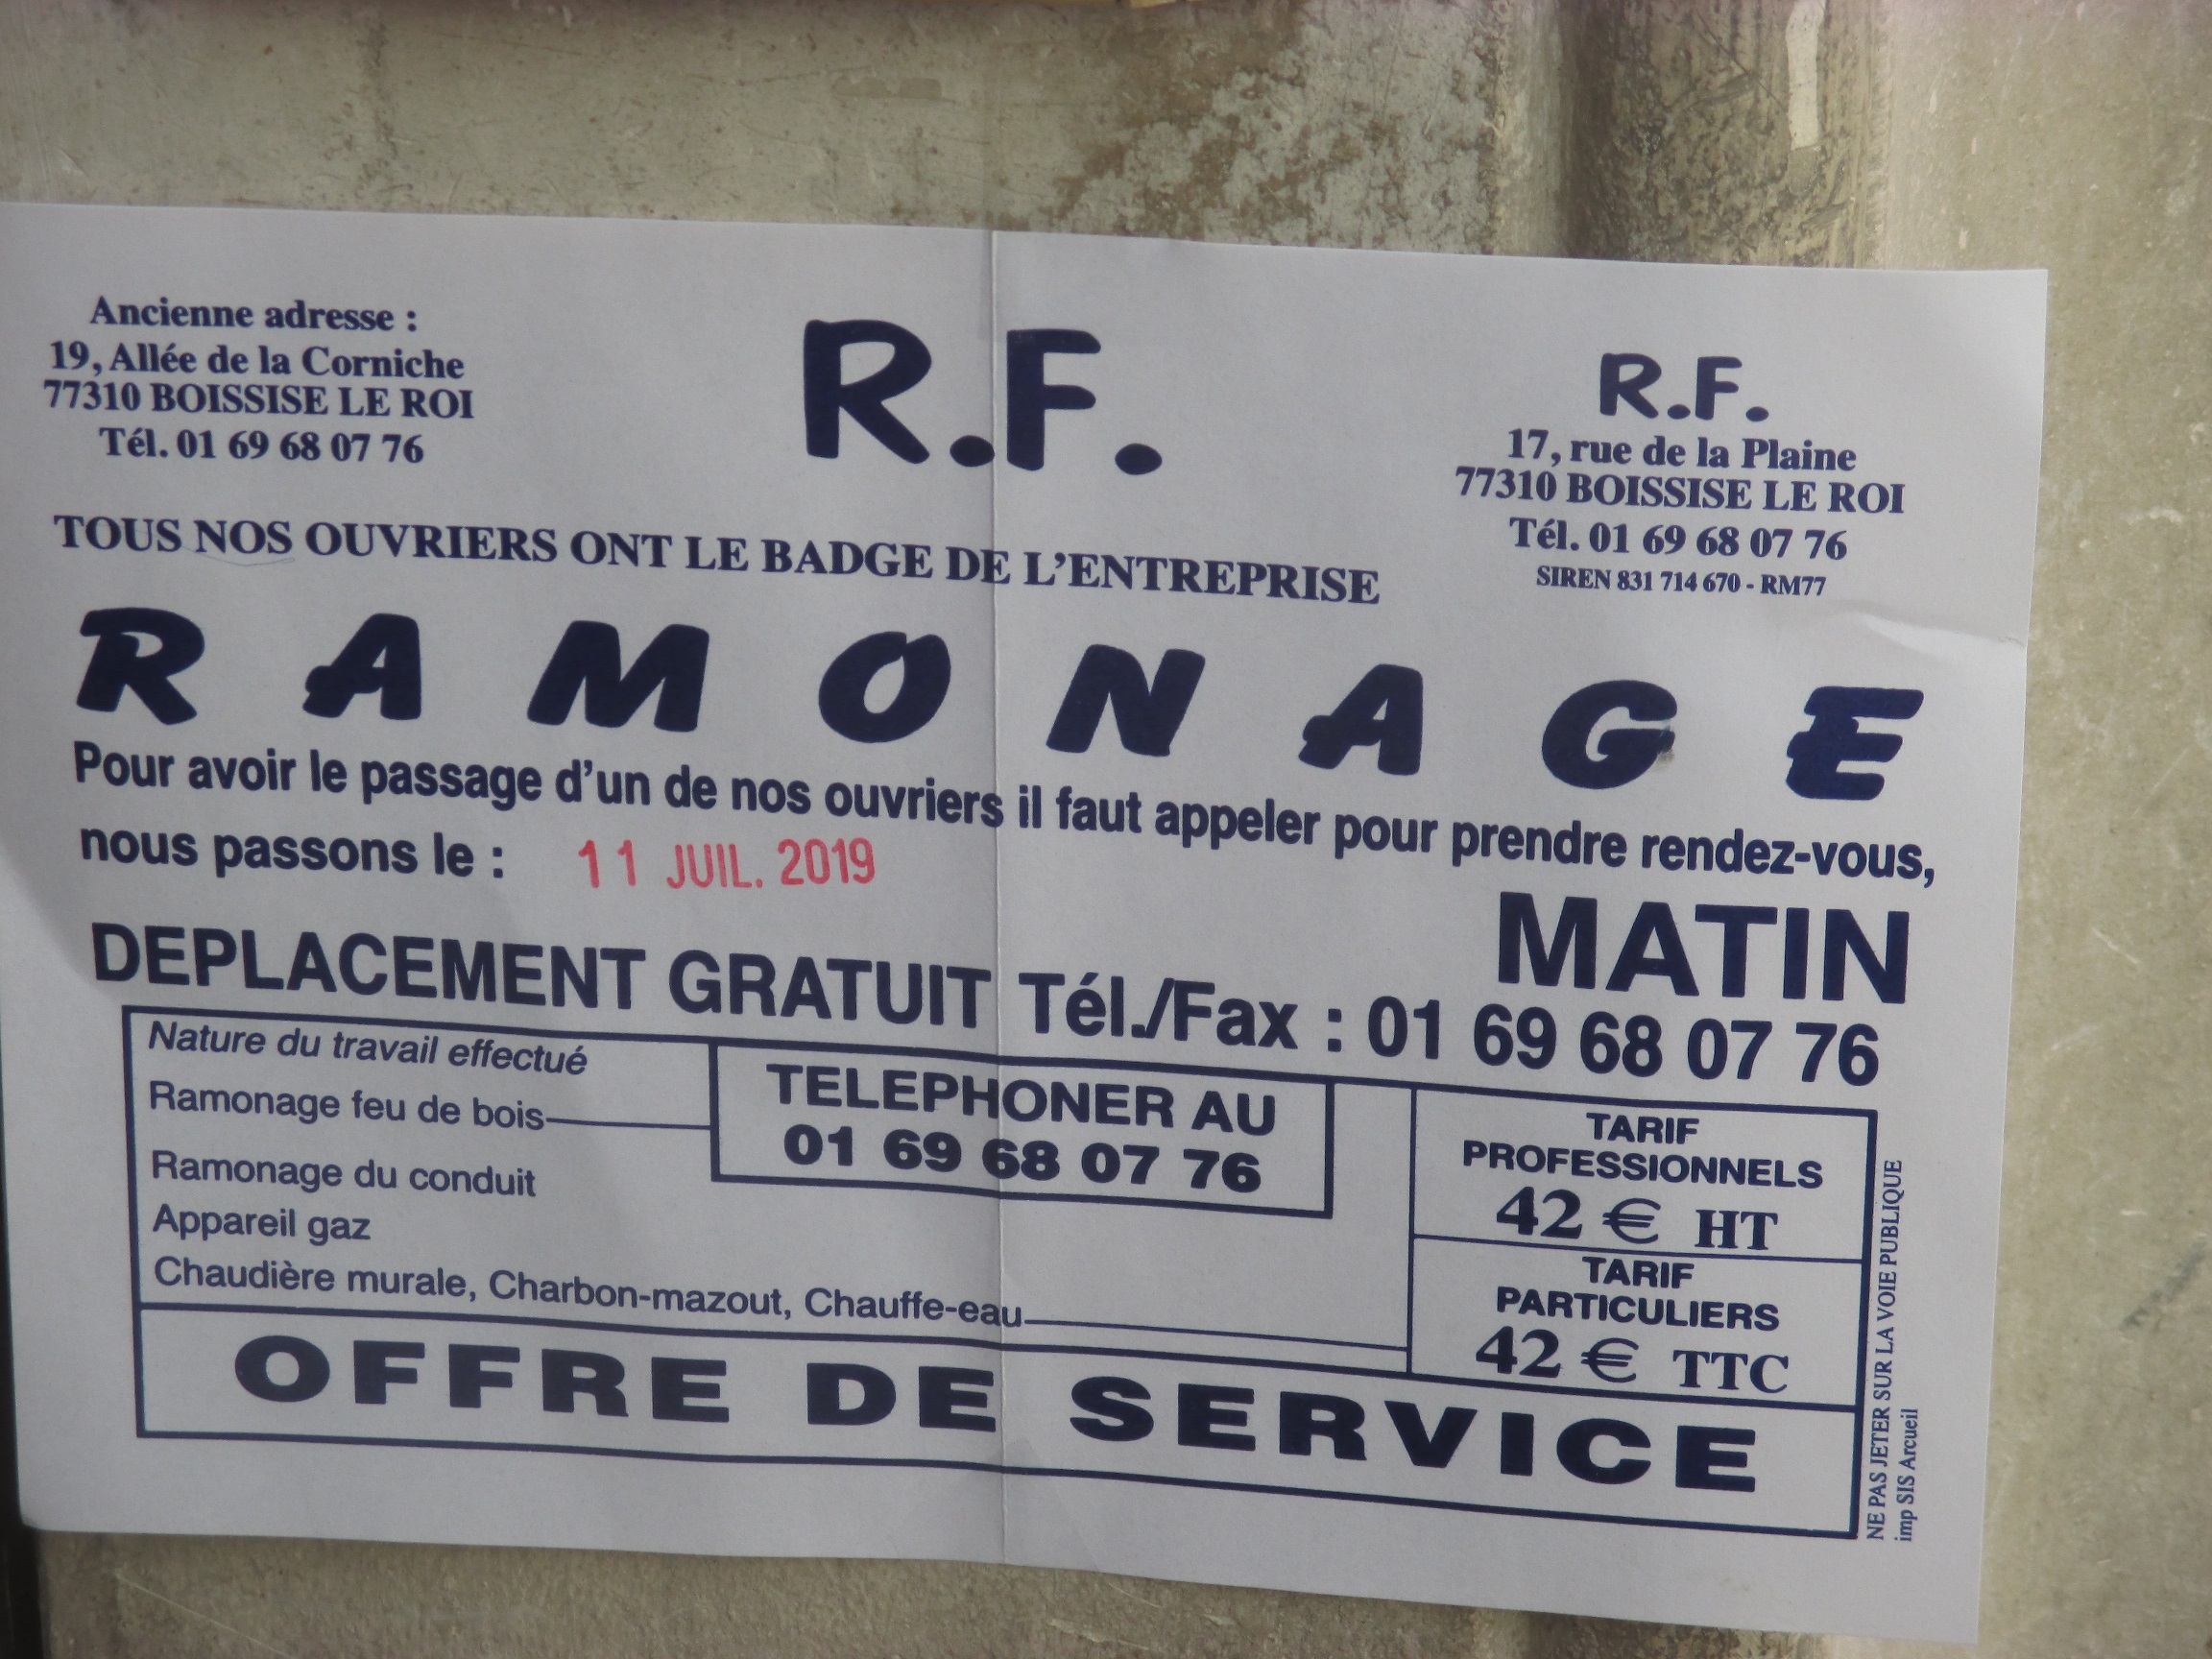 Ancienne adresse :
19, Allée de la Corniche
77310 BOISSISE LE ROI
Tél. 01 69 68 07 76
R.F.
R.F.
17, rue de la Plaine
77310 BOISSISE LE ROI
Tél. 01 69 68 07 76
SIREN 831 714 670 - RM77
TOUS NOS OUVRIERS ONT LE BADGE DE L'ENTREPRISE
RAMONAGE
Pour avoir le passage d'un de nos ouvriers il faut appeler pour prendre rendez-vous,
nous passons le : 11 JUIL. 2019
MATIN
DEPLACEMENT GRATUIT Tél./Fax : 01 69 68 07 76
Nature du travail effectué
Ramonage feu de bois
Ramonage du conduit
Appareil gaz
Chaudière murale, Charbon-mazout, Chauffe-eau
TELEPHONER AU
01 69 68 07 76
TARIF
PROFESSIONNELS
42 € HT
TARIF
PARTICULIERS
42 € TTC
OFFRE DE SERVICE
NE PAS JETER SUR LA VOIE PUBLIQUE
imp SIS Arcueil